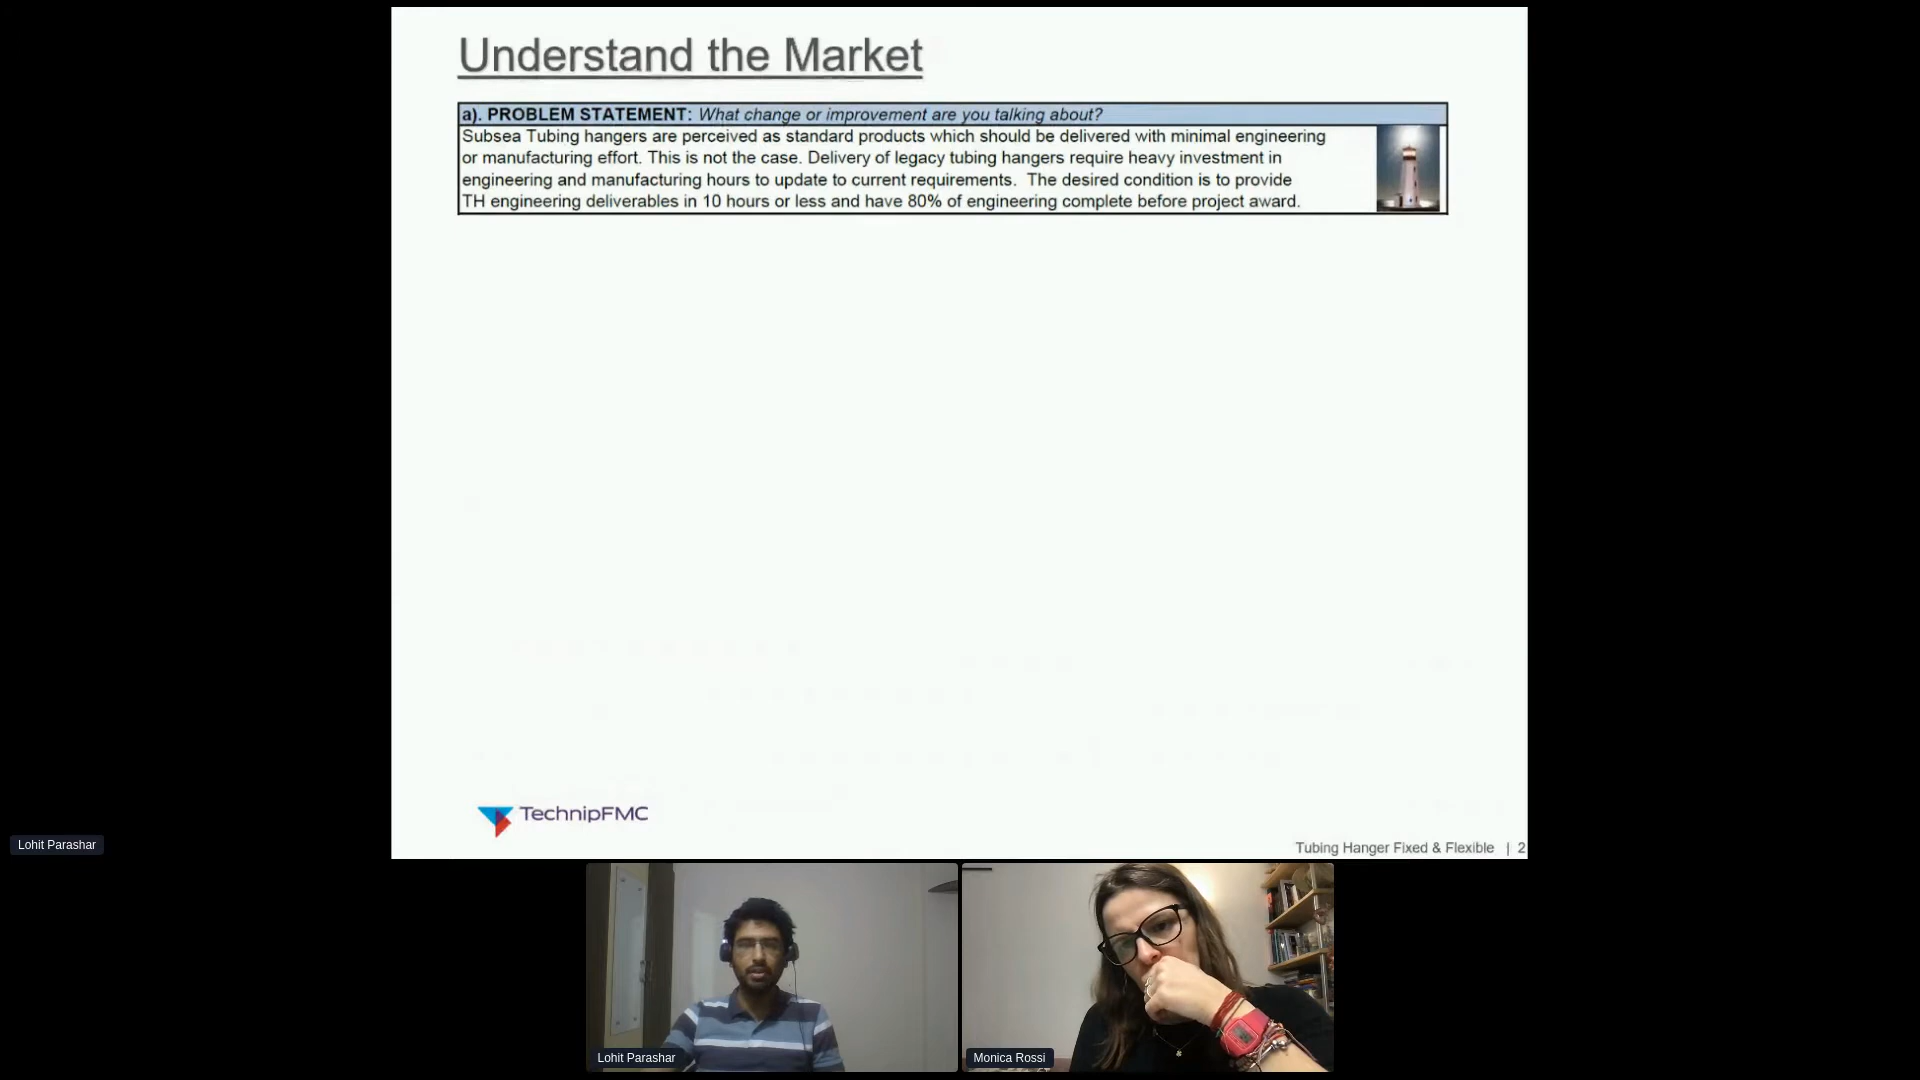 Understand the Market
a). PROBLEM STATEMENT: What change or improvement are you talking about?
Subsea Tubing hangers are perceived as standard products which should be delivered with minimal engineering
or manufacturing effort. This is not the case. Delivery of legacy tubing hangers require heavy investment in
engineering and manufacturing hours to update to current requirements. The desired condition is to provide
TH engineering deliverables in 10 hours or less and have 80% of engineering complete before project award.
TechnipFMC
Lohit Parashar
Tubing Hanger Fixed & Flexible | 2
Lohit Parashar
Monica Rossi